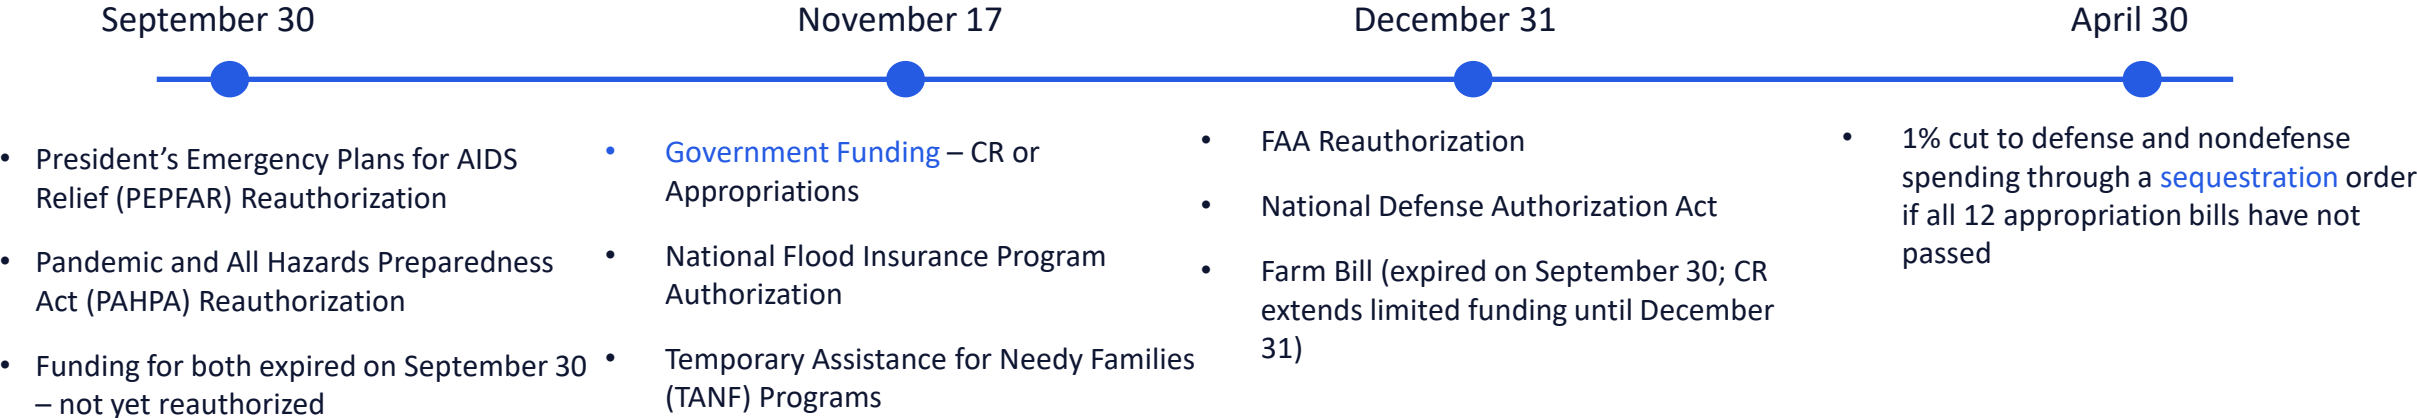 September 30
• President’s Emergency Plans for AIDS
Relief (PEPFAR) Reauthorization
• Pandemic and All Hazards Preparedness
Act (PAHPA) Reauthorization
• Funding for both expired on September 30
– not yet reauthorized
November 17
• Government Funding – CR or
Appropriations
• National Flood Insurance Program
Authorization
• Temporary Assistance for Needy Families
(TANF) Programs
December 31
• FAA Reauthorization
• National Defense Authorization Act
• Farm Bill (expired on September 30; CR
extends limited funding until December
31)
April 30
• 1% cut to defense and nondefense
spending through a sequestration order
if all 12 appropriation bills have not
passed